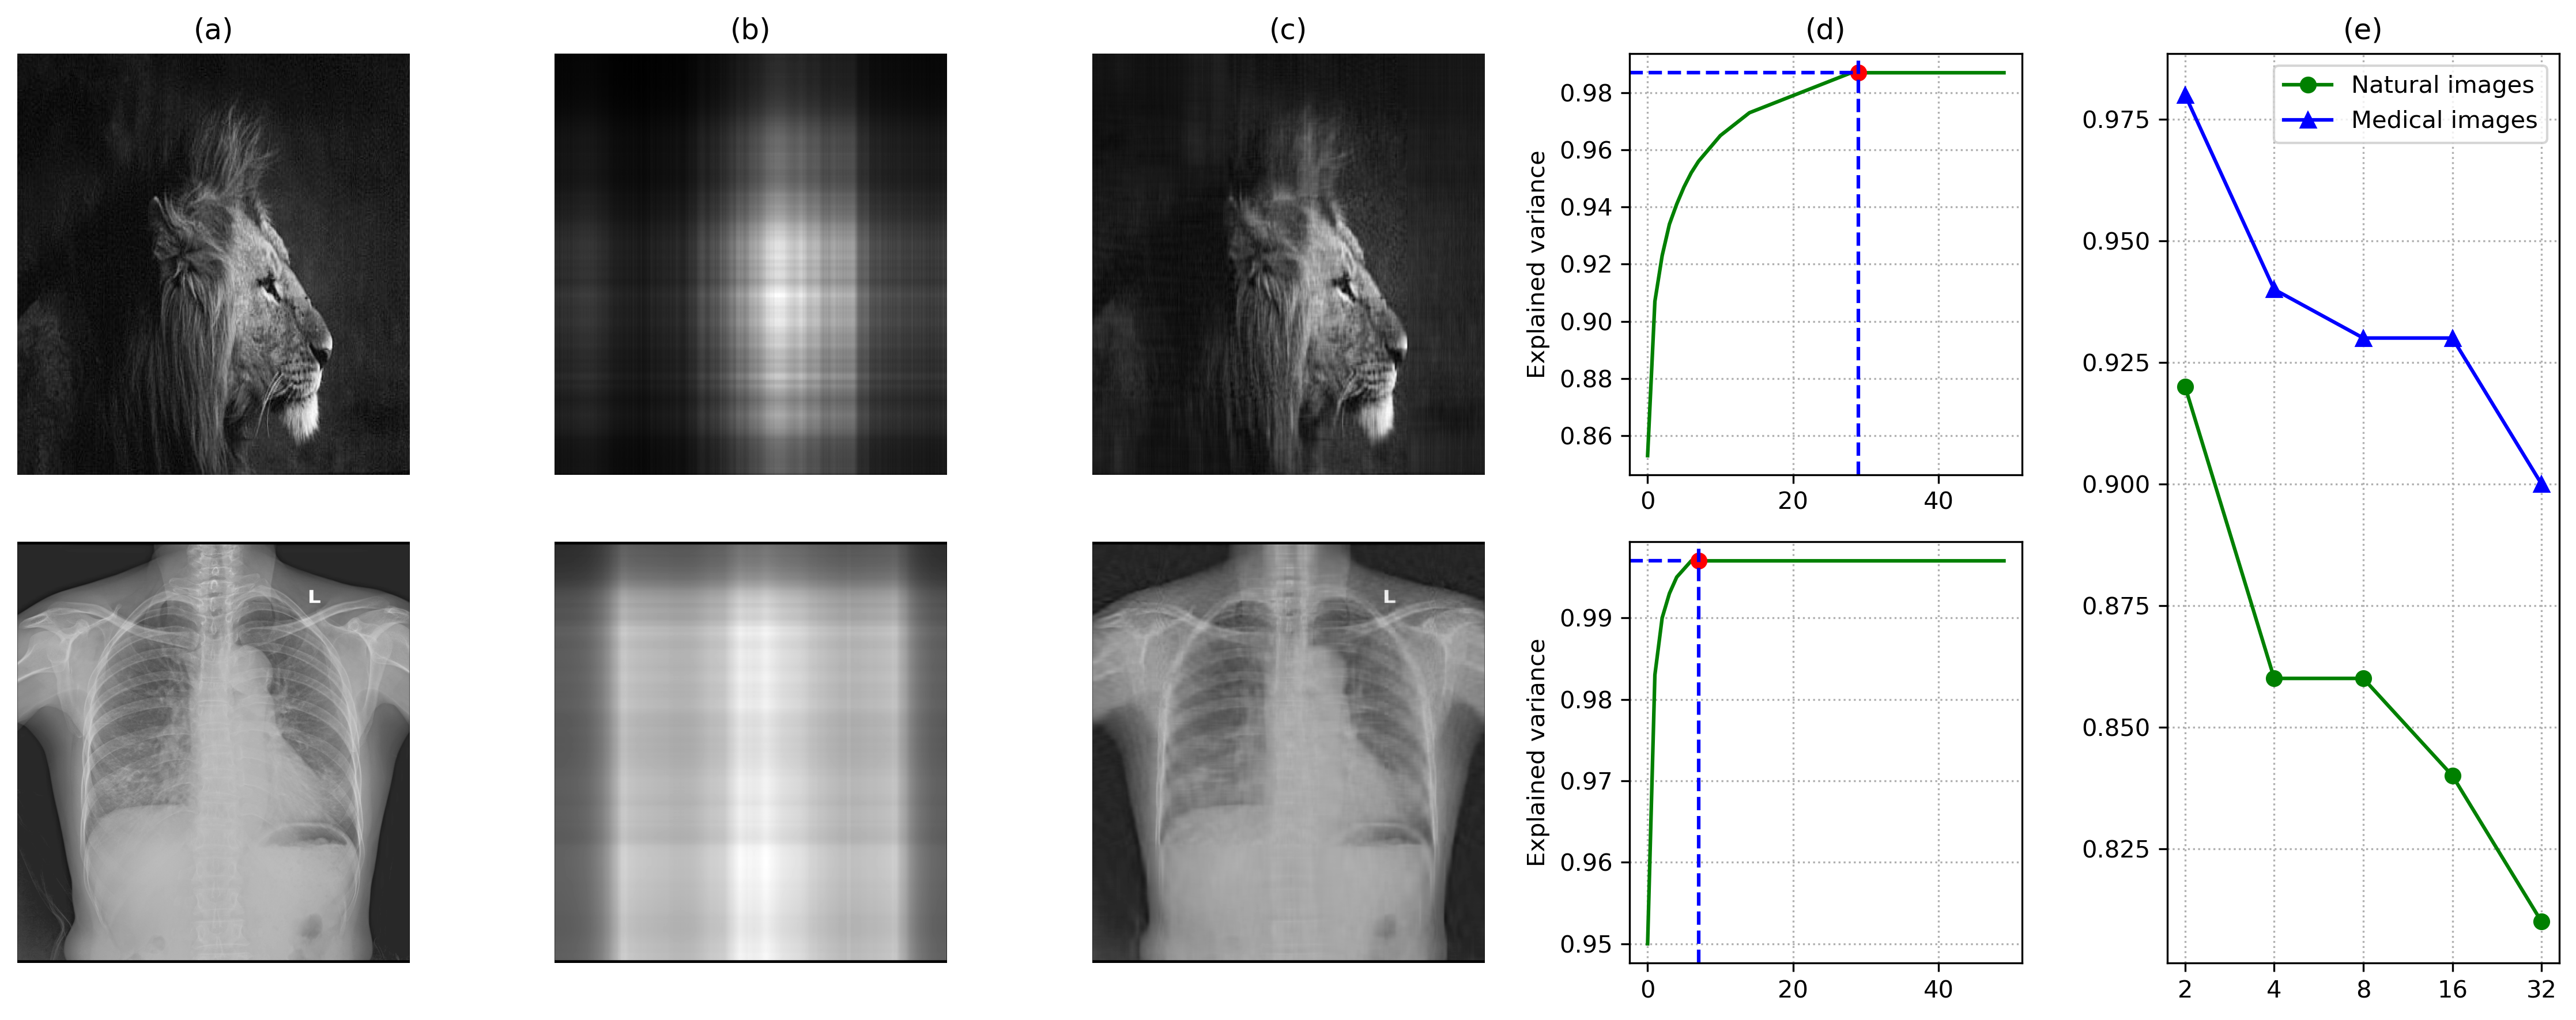 (a)
(b)
(c)
(d)
(e)
Explained variance
0.98
0.96
0.94
0.92
0.90
0.88
0.86
0 20 40
L
L
Explained variance
0.99
0.98
0.97
0.96
0.95
0 20 40
Natural images
Medical images
0.975
0.950
0.925
0.900
0.875
0.850
0.825
2 4 8 16 32